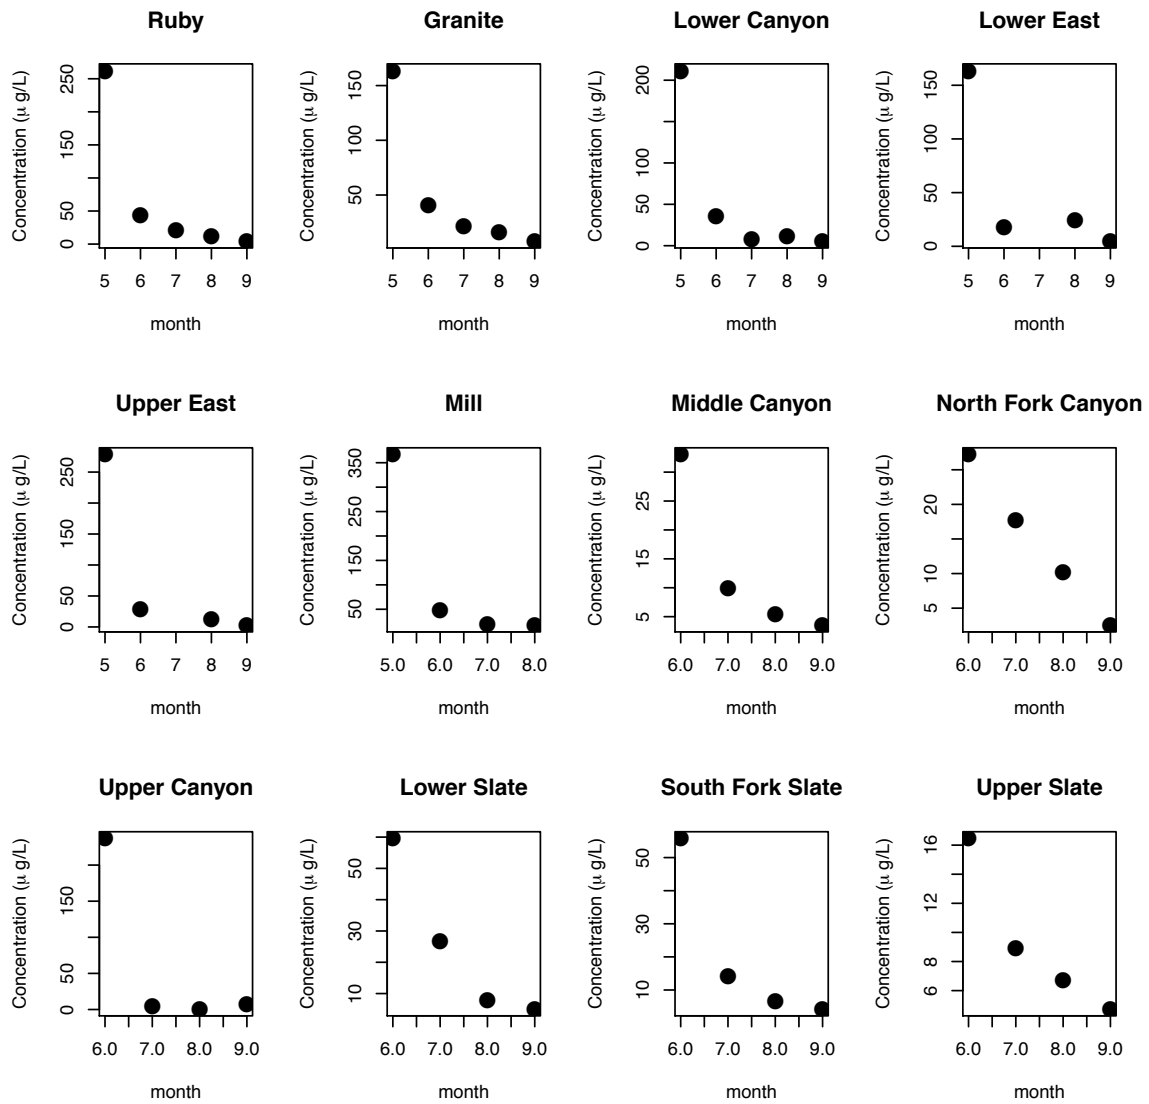 Ruby
Concentration (μ g/L)
250
150
50
0
5 6 7 8 9
month
Granite
Concentration (μ g/L)
150
100
50
5 6 7 8 9
month
Lower Canyon
Concentration (μ g/L)
200
100
50
0
5 6 7 8 9
month
Lower East
Concentration (μ g/L)
150
100
50
0
5 6 7 8 9
month
Upper East
Concentration (μ g/L)
250
150
50
0
5 6 7 8 9
month
Mill
Concentration (μ g/L)
350
250
150
50
5.0 6.0 7.0 8.0
month
Middle Canyon
Concentration (μ g/L)
25
15
5
6.0 7.0 8.0 9.0
month
North Fork Canyon
Concentration (μ g/L)
20
10
5
6.0 7.0 8.0 9.0
month
Upper Canyon
Concentration (μ g/L)
150
50
0
6.0 7.0 8.0 9.0
month
Lower Slate
Concentration (μ g/L)
50
30
10
6.0 7.0 8.0 9.0
month
South Fork Slate
Concentration (μ g/L)
50
30
10
6.0 7.0 8.0 9.0
month
Upper Slate
Concentration (μ g/L)
16
12
8
6
6.0 7.0 8.0 9.0
month